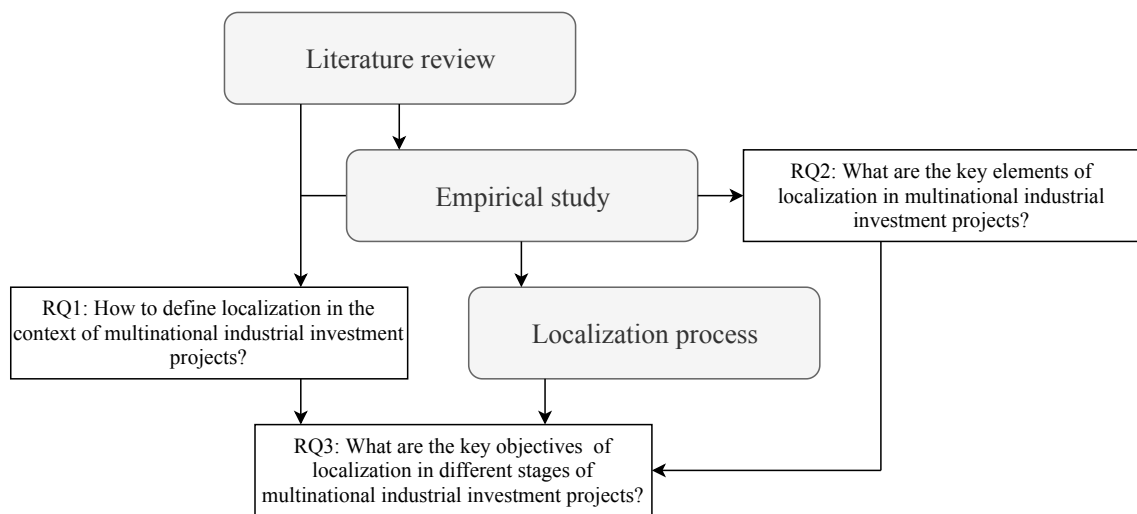 Literature review
Empirical study
RQ2: What are the key elements of
localization in multinational industrial
investment projects?
RQ1: How to define localization in the
context of multinational industrial investment
projects?
Localization process
RQ3: What are the key objectives of
localization in different stages of
multinational industrial investment projects?